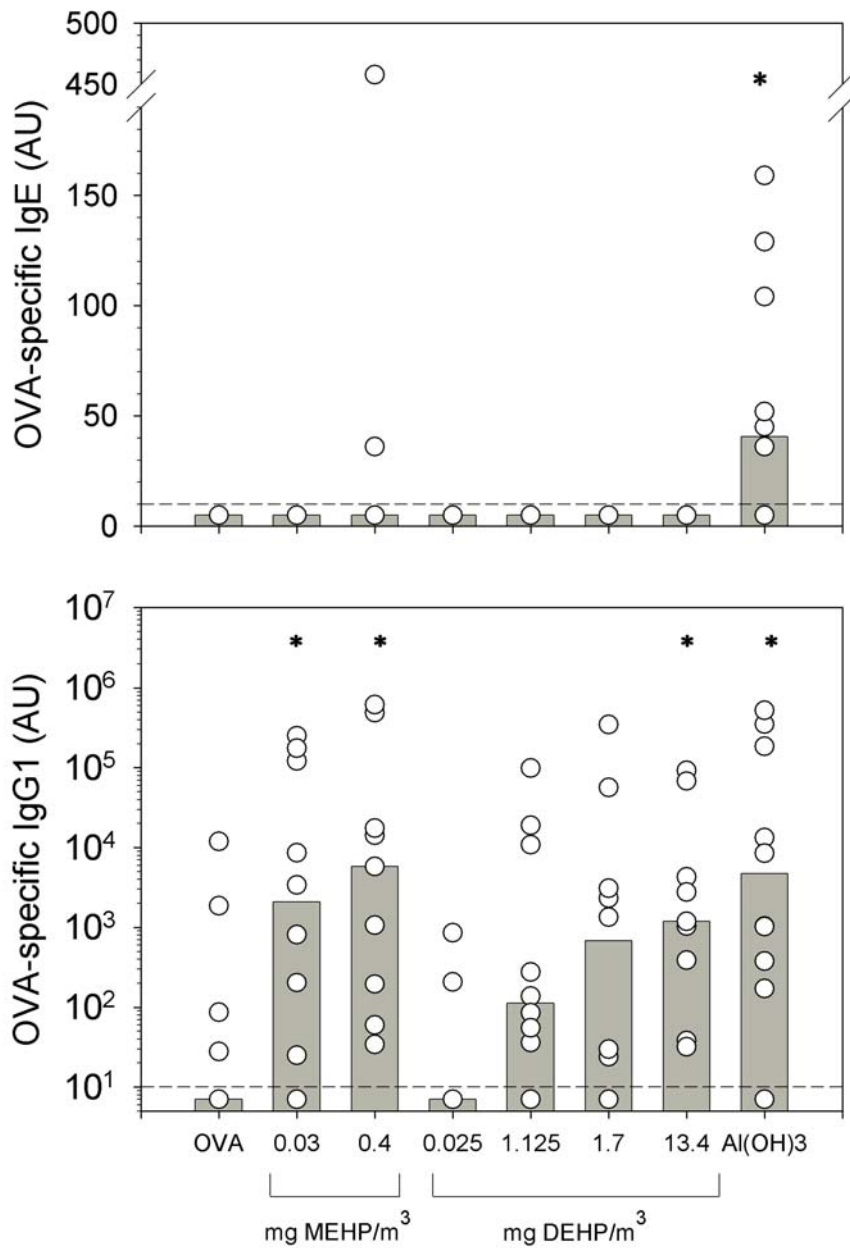 OVA-specific IgE (AU)
500
450
150
100
50
0
*
OVA-specific IgG1 (AU)
10⁷
10⁶
10⁵
10⁴
10³
10²
10¹
* * * *
OVA 0.03 0.4 0.025 1.125 1.7 13.4 Al(OH)3
mg MEHP/m³ mg DEHP/m³